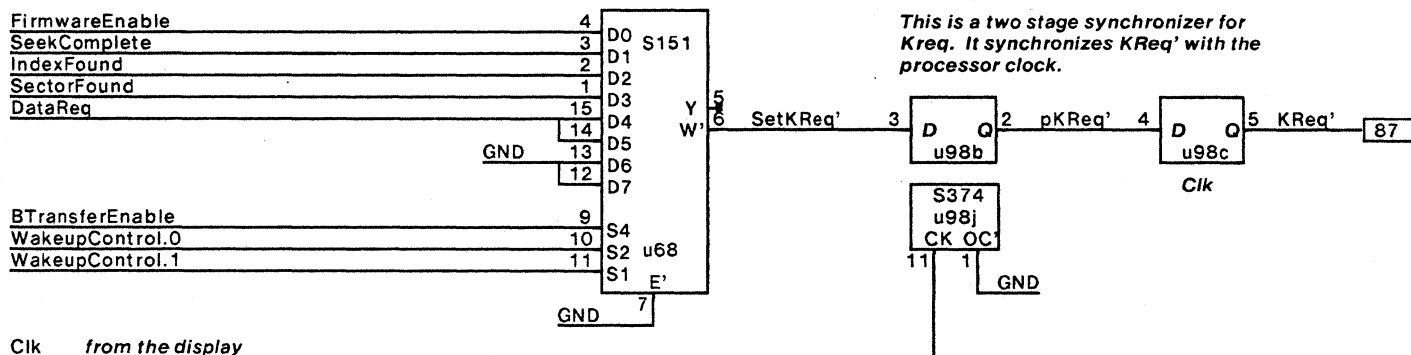 FirmwareEnable 4
SeekComplete 3 D0 S151
IndexFound 2 D1
SectorFound 1 D2
DataReq 15 D3
14 D4
GND 13 D5
12 D6
D7
Y 5
W' 6 SetKReq'
BTransferEnable 9
WakeupControl.0 10 S4
WakeupControl.1 11 S2 u68
S1
E'
7
GND
This is a two stage synchronizer for
Kreq. It synchronizes KReq' with the
processor clock.
3 D Q 2 pKReq' 4 D Q 5 KReq' 87
u98b u98c
Clk
S374
u98j
CK OC'
11 1
GND
Clk from the display